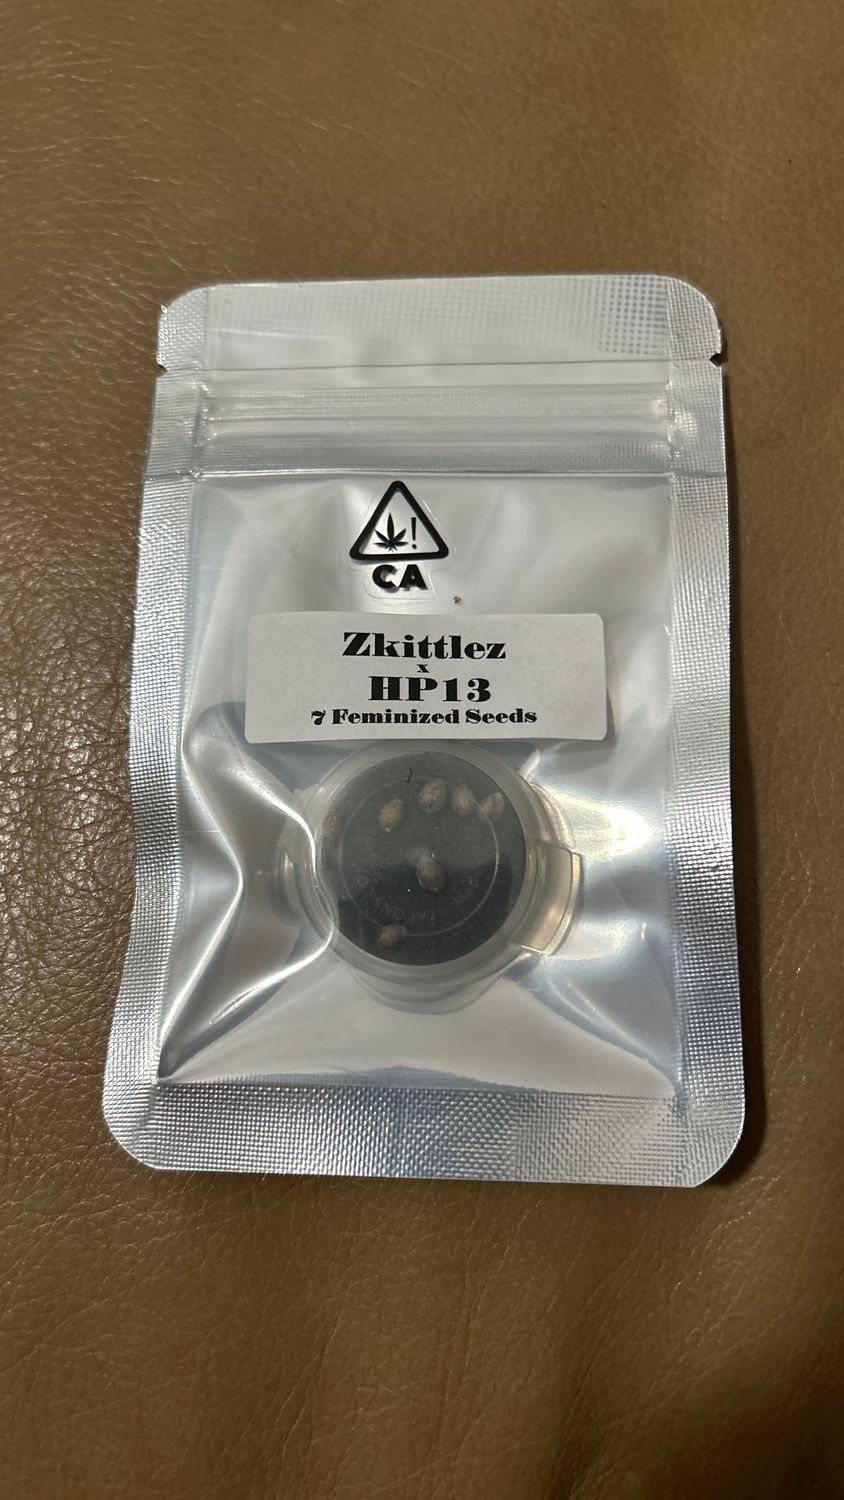 !
CA
Zkittlez
x
HP13
7 Feminized Seeds